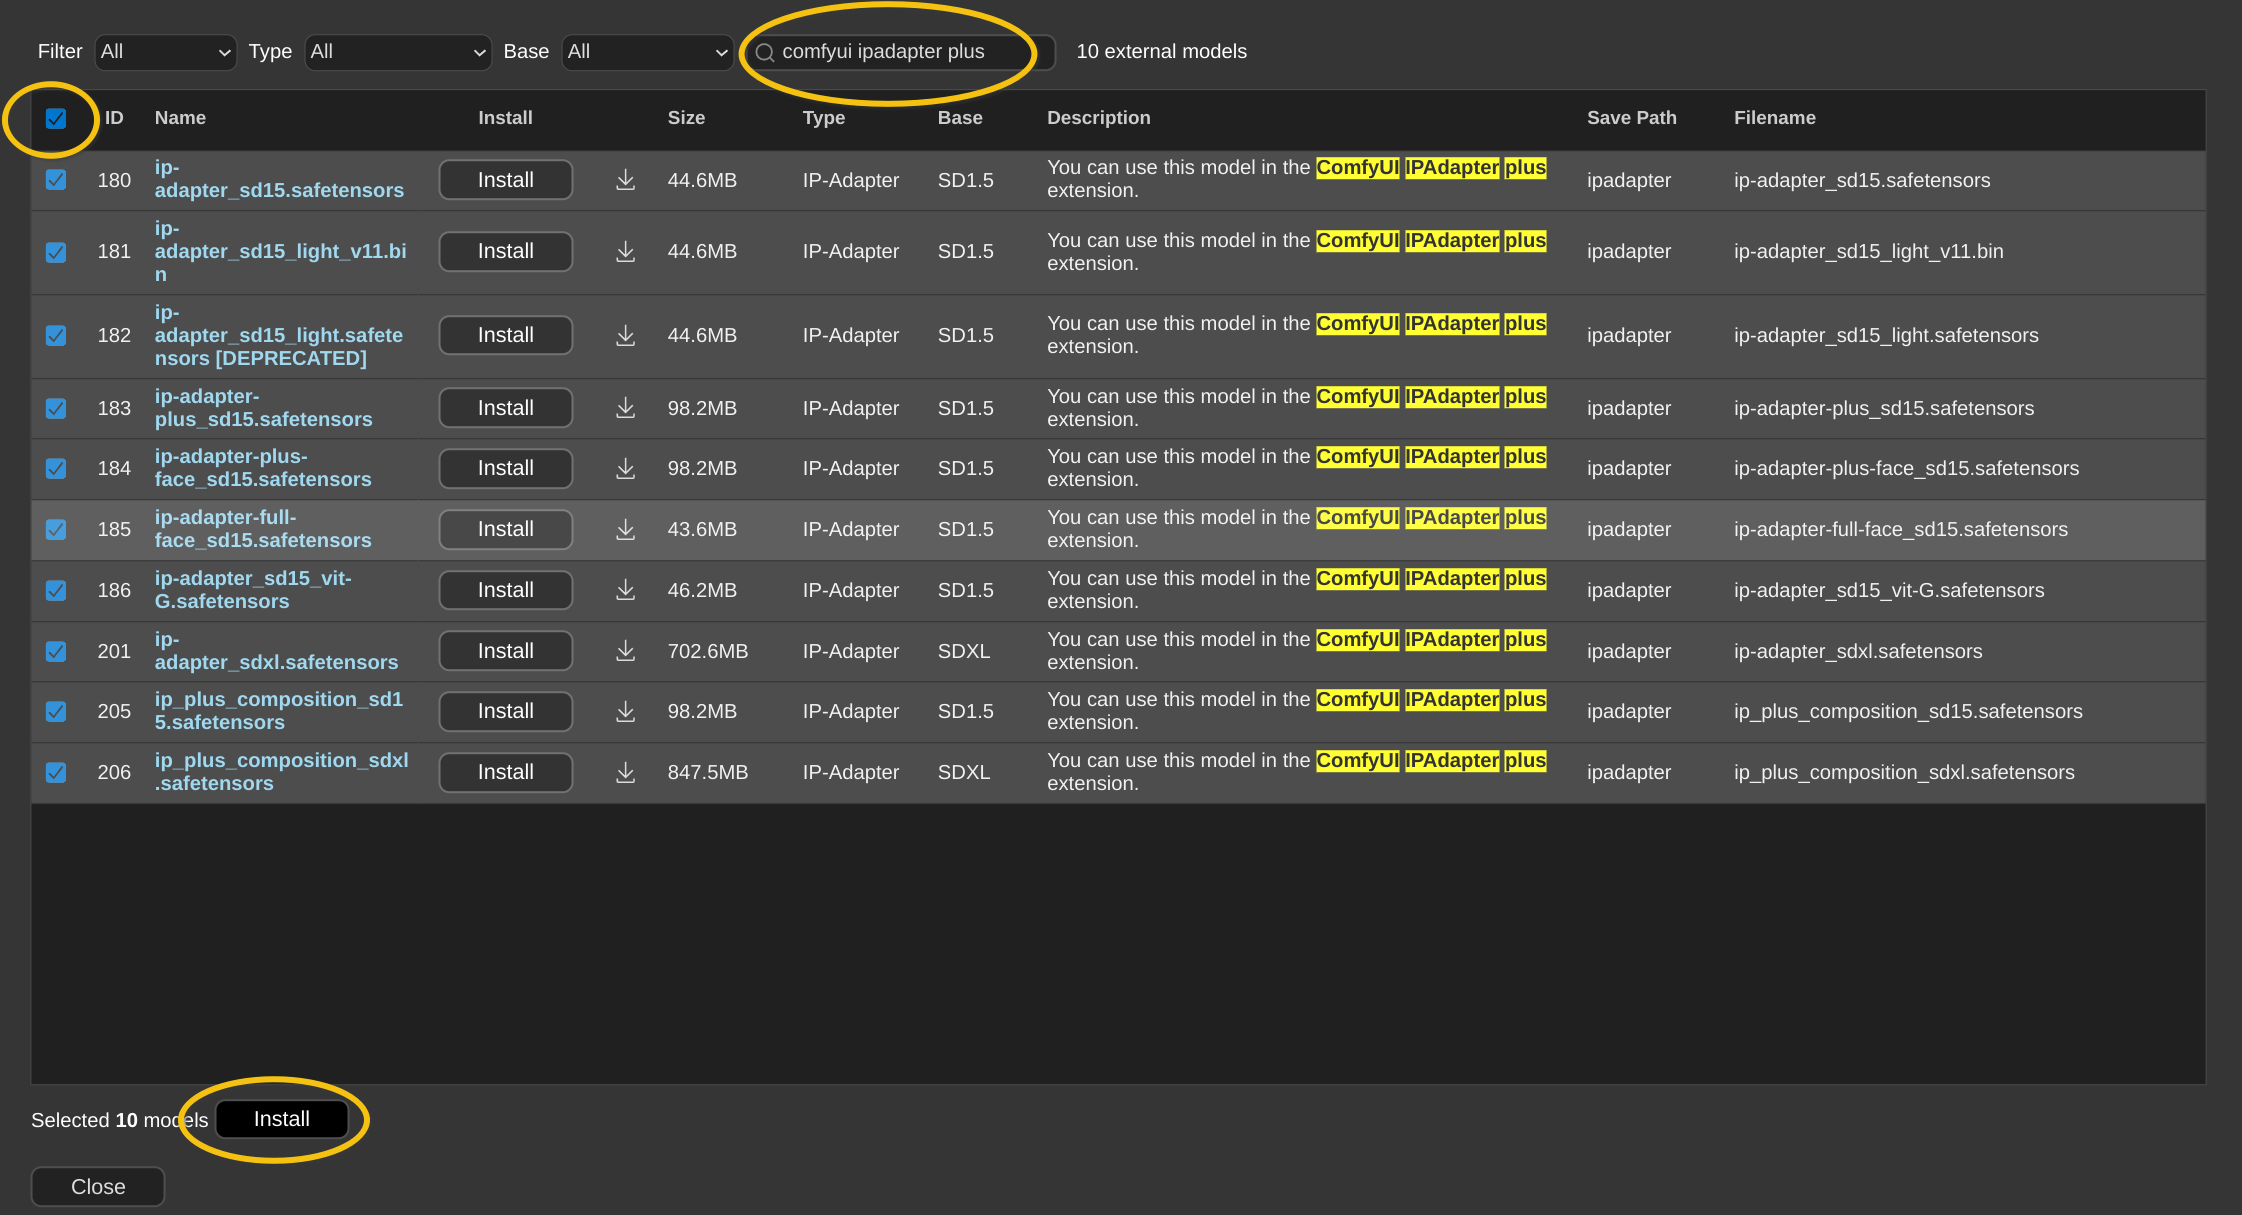 Filter All Type All Base All comfyui ipadapter plus 10 external models
ID Name Install Size Type Base Description Save Path Filename
180 ip-adapter_sd15.safetensors Install 44.6MB IP-Adapter SD1.5 You can use this model in the ComfyUI IPAdapter plus extension. ipadapter ip-adapter_sd15.safetensors
181 ip-adapter_sd15_light_v11.bin Install 44.6MB IP-Adapter SD1.5 You can use this model in the ComfyUI IPAdapter plus extension. ipadapter ip-adapter_sd15_light_v11.bin
182 ip-adapter_sd15_light.safetensors [DEPRECATED] Install 44.6MB IP-Adapter SD1.5 You can use this model in the ComfyUI IPAdapter plus extension. ipadapter ip-adapter_sd15_light.safetensors
183 ip-adapter-plus_sd15.safetensors Install 98.2MB IP-Adapter SD1.5 You can use this model in the ComfyUI IPAdapter plus extension. ipadapter ip-adapter-plus_sd15.safetensors
184 ip-adapter-plus-face_sd15.safetensors Install 98.2MB IP-Adapter SD1.5 You can use this model in the ComfyUI IPAdapter plus extension. ipadapter ip-adapter-plus-face_sd15.safetensors
185 ip-adapter-full-face_sd15.safetensors Install 43.6MB IP-Adapter SD1.5 You can use this model in the ComfyUI IPAdapter plus extension. ipadapter ip-adapter-full-face_sd15.safetensors
186 ip-adapter_sd15_vit-G.safetensors Install 46.2MB IP-Adapter SD1.5 You can use this model in the ComfyUI IPAdapter plus extension. ipadapter ip-adapter_sd15_vit-G.safetensors
201 ip-adapter_sdxl.safetensors Install 702.6MB IP-Adapter SDXL You can use this model in the ComfyUI IPAdapter plus extension. ipadapter ip-adapter_sdxl.safetensors
205 ip_plus_composition_sd15.safetensors Install 98.2MB IP-Adapter SD1.5 You can use this model in the ComfyUI IPAdapter plus extension. ipadapter ip_plus_composition_sd15.safetensors
206 ip_plus_composition_sdxl.safetensors Install 847.5MB IP-Adapter SDXL You can use this model in the ComfyUI IPAdapter plus extension. ipadapter ip_plus_composition_sdxl.safetensors
Selected 10 models Install
Close